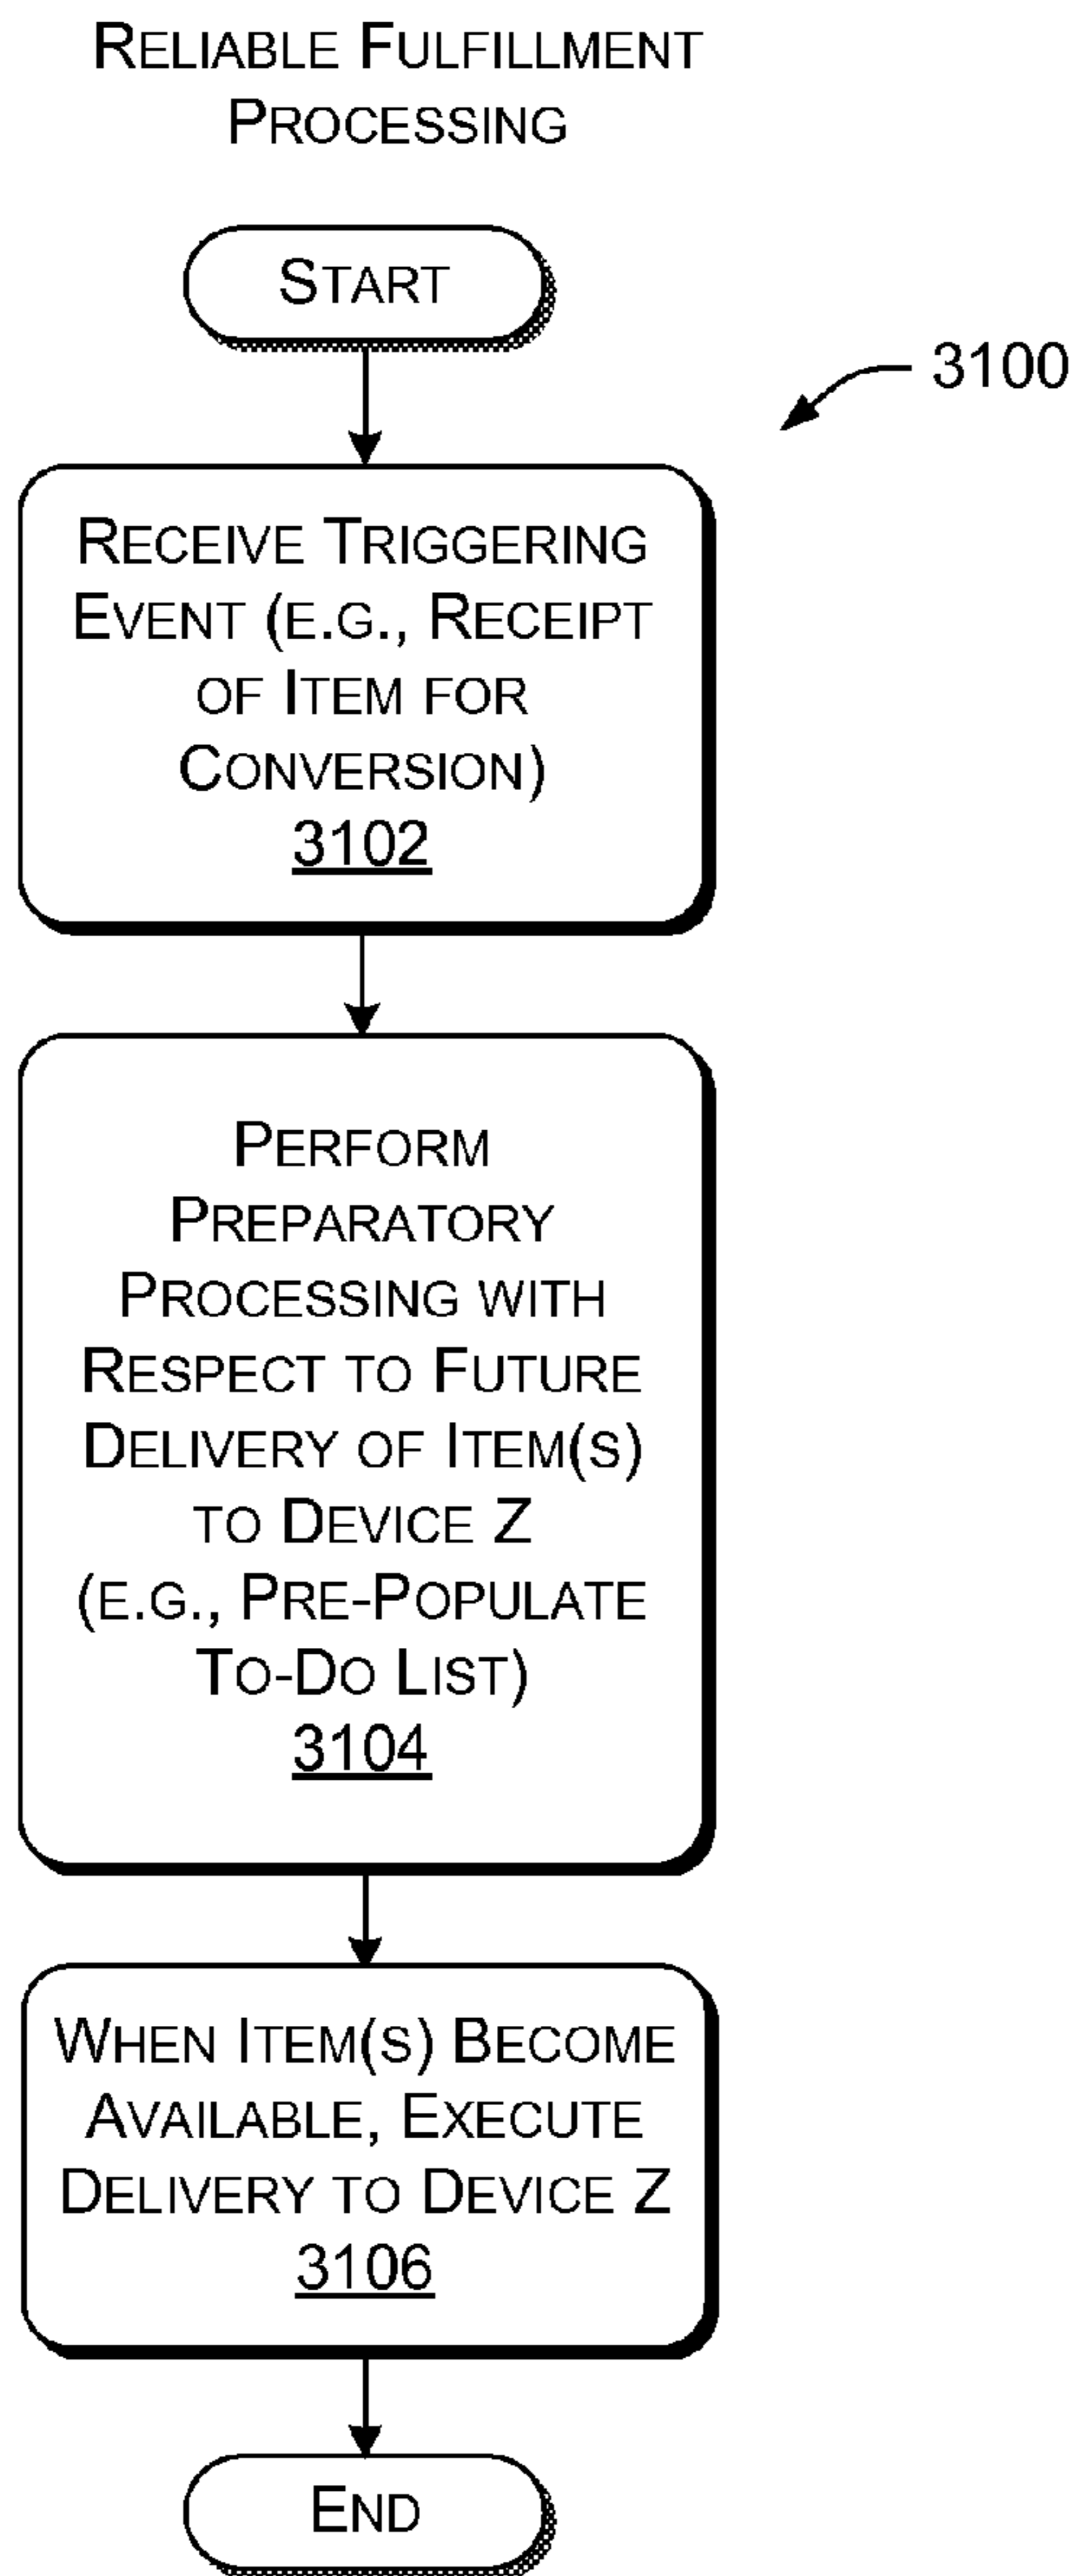 RELIABLE FULFILLMENT
PROCESSING
START
3100
RECEIVE TRIGGERING
EVENT (E.G., RECEIPT
OF ITEM FOR
CONVERSION)
3102
PERFORM
PREPARATORY
PROCESSING WITH
RESPECT TO FUTURE
DELIVERY OF ITEM(S)
TO DEVICE Z
(E.G., PRE-POPULATE
TO-DO LIST)
3104
WHEN ITEM(S) BECOME
AVAILABLE, EXECUTE
DELIVERY TO DEVICE Z
3106
END